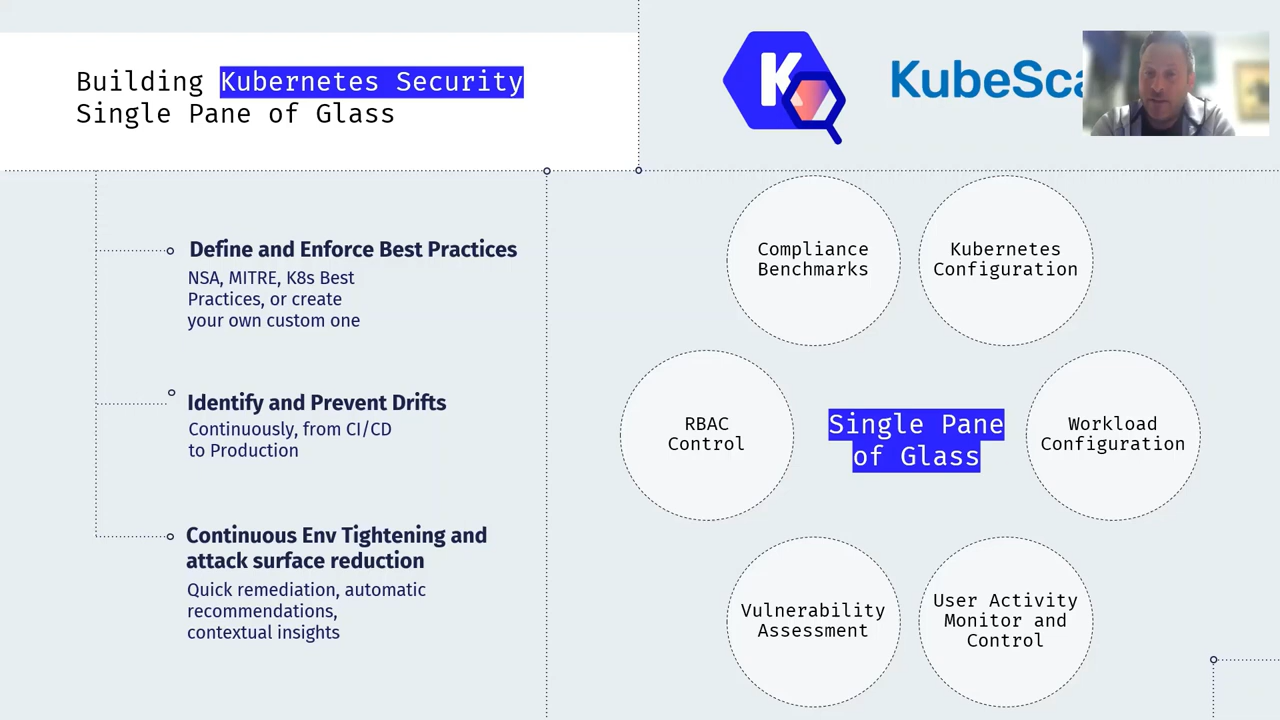 Building Kubernetes Security
Single Pane of Glass
K
KubeSca
Define and Enforce Best Practices
NSA, MITRE, K8s Best
Practices, or create
your own custom one
Identify and Prevent Drifts
Continuously, from CI/CD
to Production
Continuous Env Tightening and
attack surface reduction
Quick remediation, automatic
recommendations,
contextual insights
Compliance
Benchmarks
Kubernetes
Configuration
RBAC
Control
Single Pane
of Glass
Workload
Configuration
Vulnerability
Assessment
User Activity
Monitor and
Control